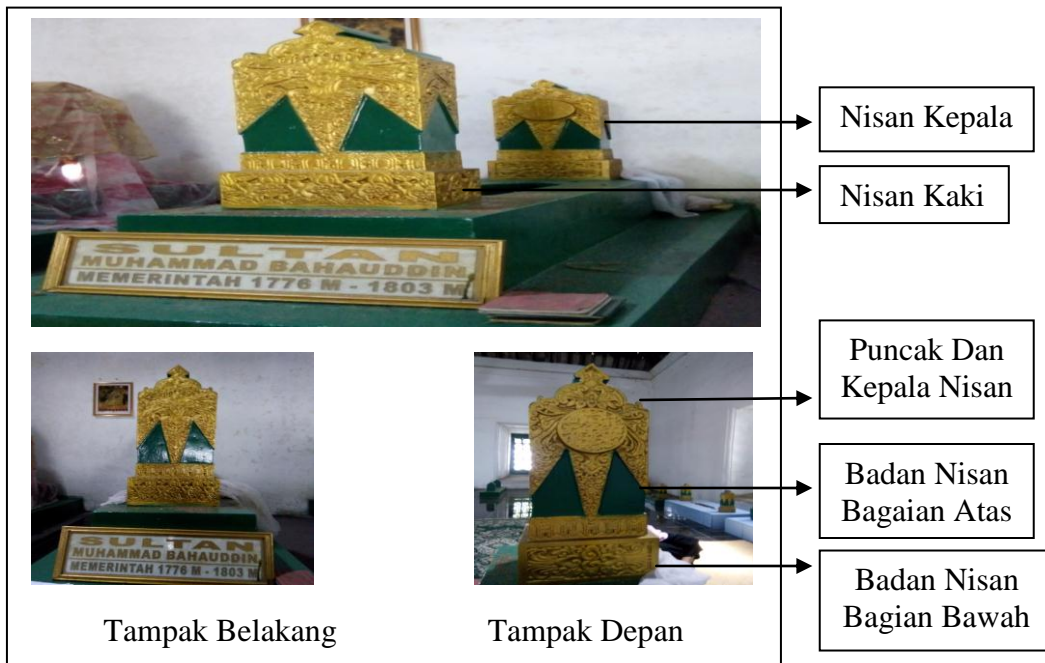 Nisan Kepala
Nisan Kaki
SULTAN
MUHAMMAD BAHAUDDIN
MEMERINTAH 1776 M - 1803 M
Puncak Dan
Kepala Nisan
Badan Nisan
Bagaian Atas
SULTAN
MUHAMMAD BAHAUDDIN
MEMERINTAH 1776 M - 1803 M
Badan Nisan
Bagian Bawah
Tampak Belakang
Tampak Depan